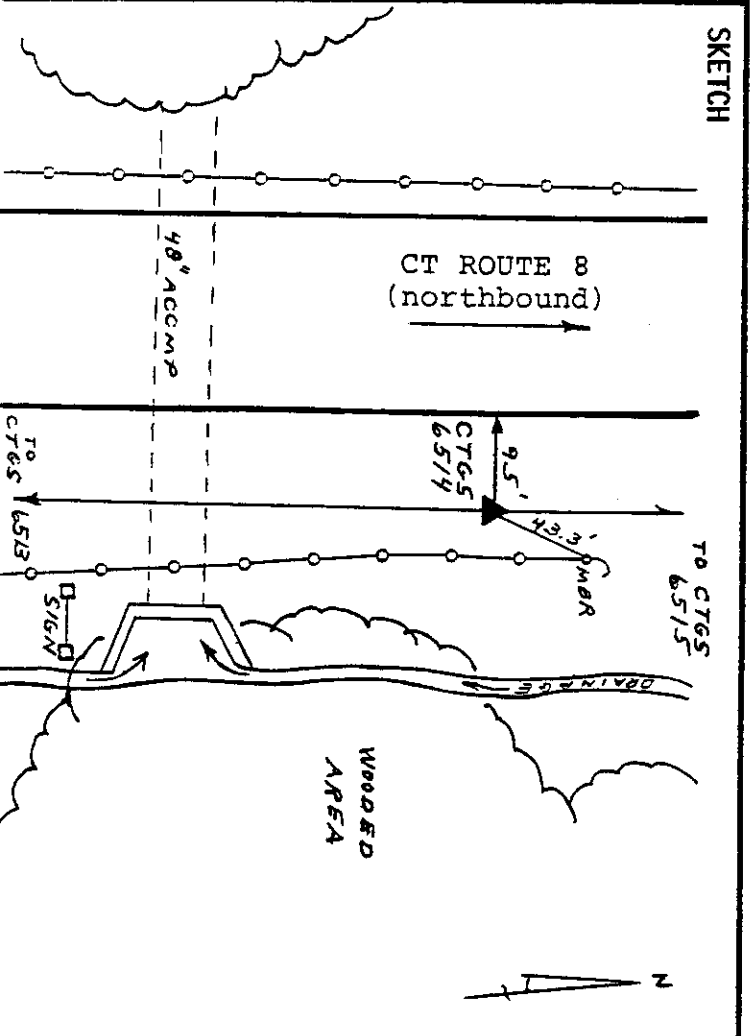 SKETCH
CT ROUTE 8
(northbound)
48" ACCMP
9.5'
CTGS
6514
43.3'
MBR
TO
CTGS 6513
TO CTGS
6515
SIGN
DRAINAGE
WOODED
AREA
N